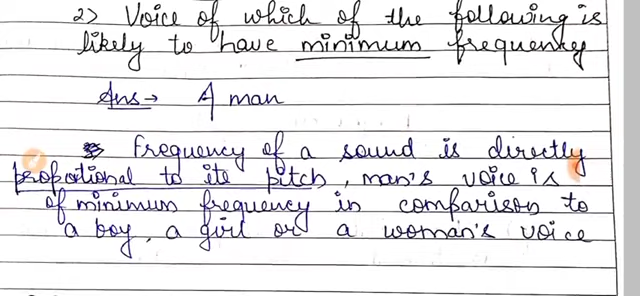 2) Voice of which of the following is
likely to have minimum frequency
Ans → A man
Frequency of a sound is directly
proportional to its pitch, man's voice is
of minimum frequency in comparison to
a boy, a girl or a woman's voice